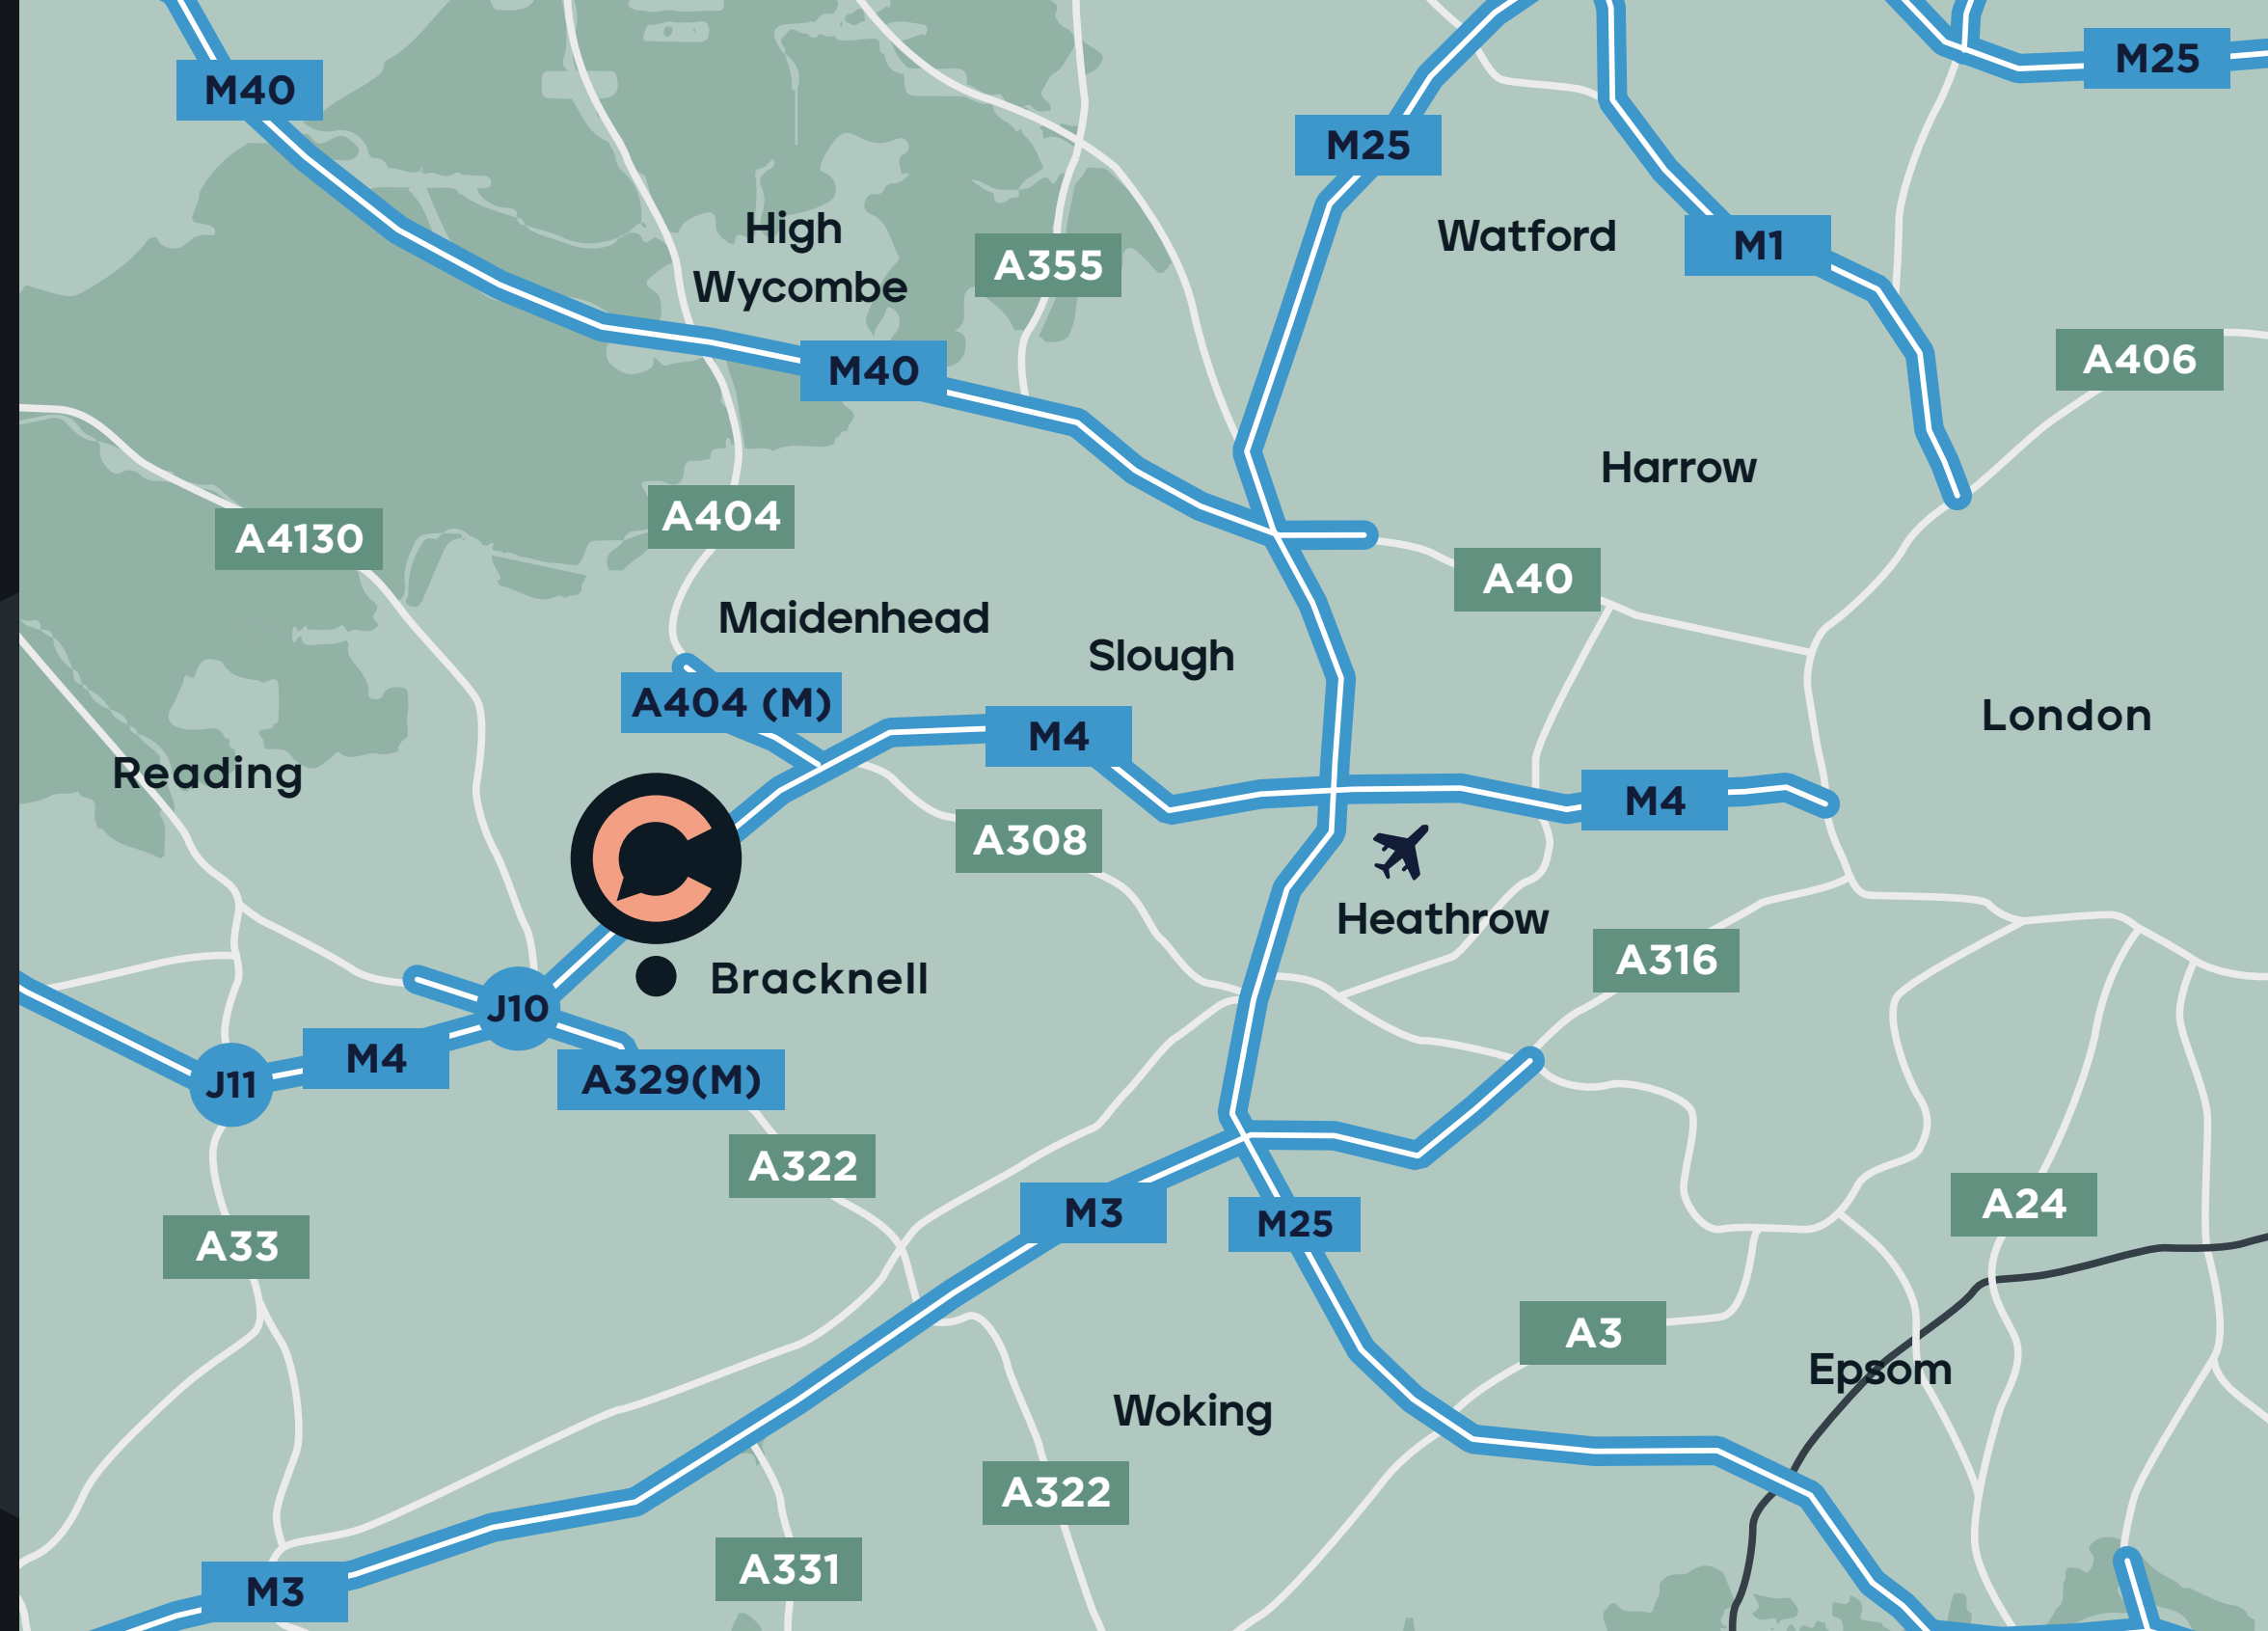 M25
M40
M25
High
Wycombe
Watford
M1
A355
A406
M40
Harrow
A404
A4130
A40
Maidenhead
Slough
A404 (M)
London
M4
Reading
M4
A308
Heathrow
A316
Bracknell
J10
M4
J11
A329(M)
A322
A24
M3
M25
A33
A3
Epsom
Woking
A322
A331
M3